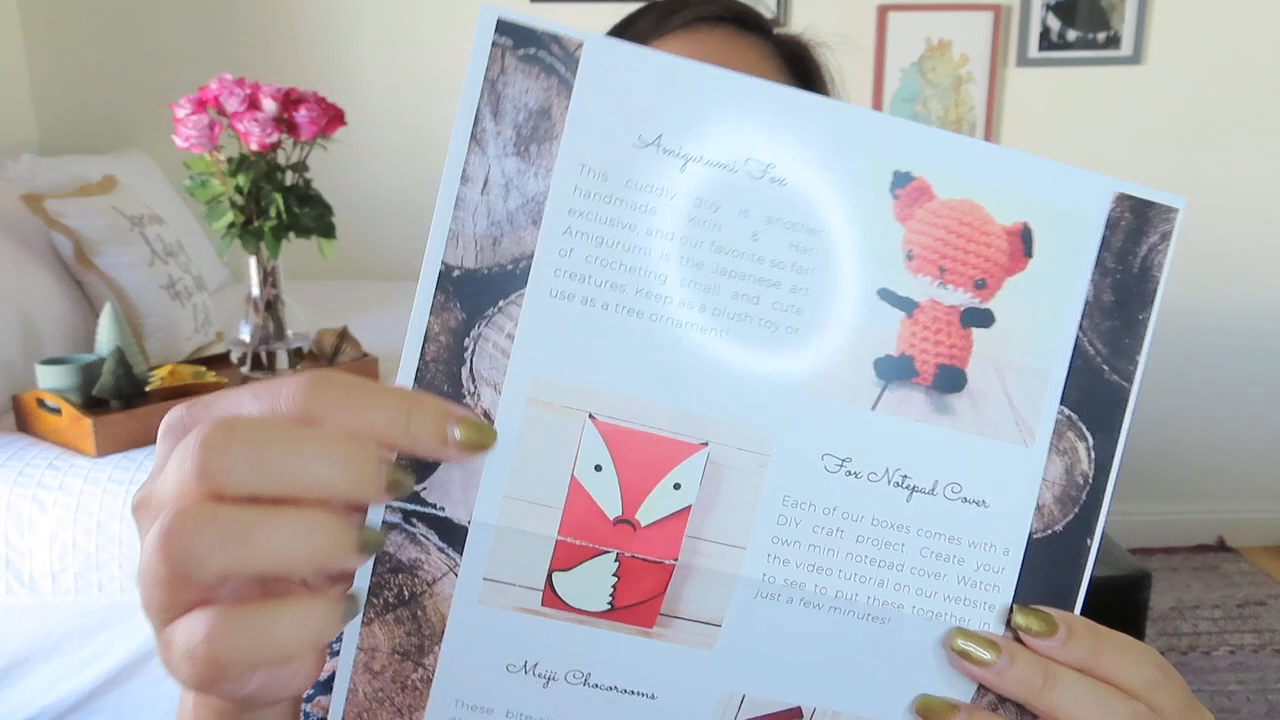 Amigurumi Fox
This cuddly guy is another
handmade Kirin & Har
exclusive, and our favorite so far!
Amigurumi is the Japanese art
of crocheting small and cute
creatures. Keep as a plush toy or
use as a tree ornament!
Fox Notepad Cover
Each of our boxes comes with a
DIY craft project. Create your
own mini notepad cover. Watch
the video tutorial on our website
to see to put these together in
just a few minutes!
Meiji Chocorooms
These